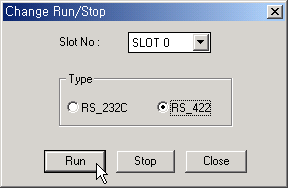 Change Run/Stop
Slot No : SLOT 0
Type
RS_232C RS_422
Run Stop Close